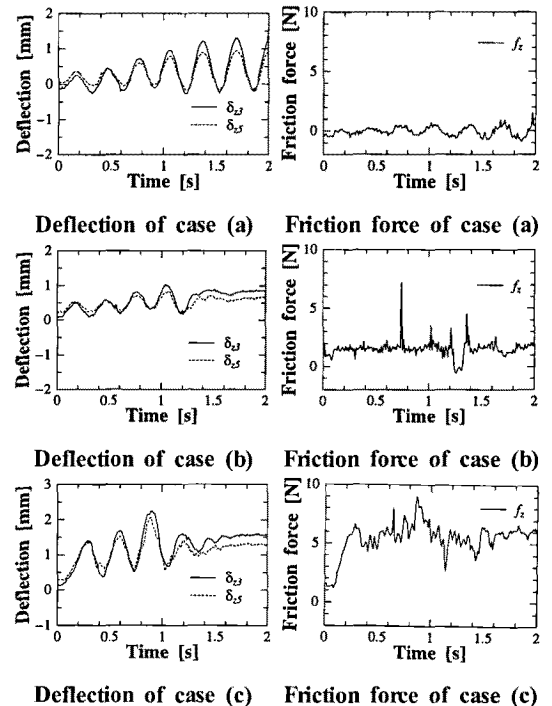 Deflection [mm]
2
1
0
-1
-2
δz3
δz5
0 0.5 1 1.5 2
Time [s]
Friction force [N]
10
5
0
fz
0 0.5 1 1.5 2
Time [s]
Deflection of case (a)
Friction force of case (a)
Deflection [mm]
2
1
0
-1
-2
δz3
δz5
0 0.5 1 1.5 2
Time [s]
Friction force [N]
10
5
0
fz
0 0.5 1 1.5 2
Time [s]
Deflection of case (b)
Friction force of case (b)
Deflection [mm]
3
2
1
0
-1
δz3
δz5
0 0.5 1 1.5 2
Time [s]
Friction force [N]
10
5
0
fz
0 0.5 1 1.5 2
Time [s]
Deflection of case (c)
Friction force of case (c)